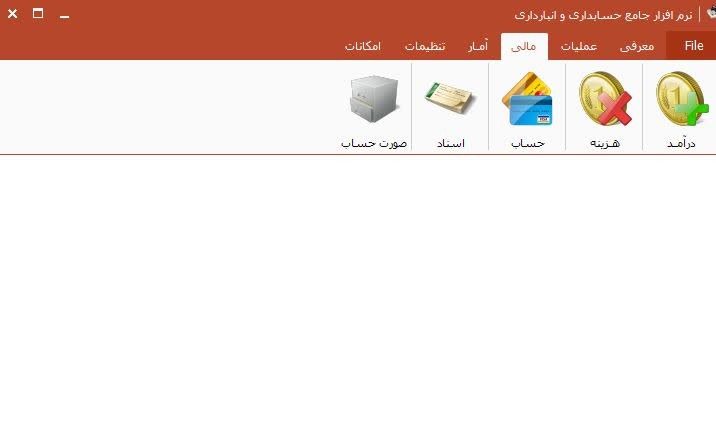 نرم افزار جامع حسابداری و انبارداری
File معرفی عملیات مالی آمار تنظیمات امکانات
درآمد هزینه حساب اسناد صورت حساب